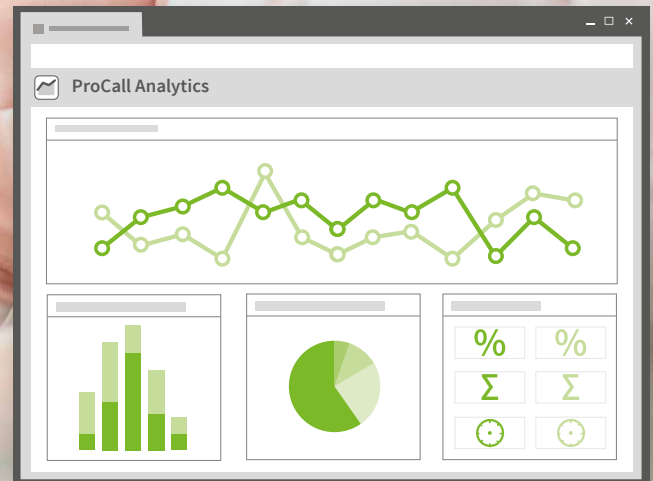 ProCall Analytics
% %
Σ Σ